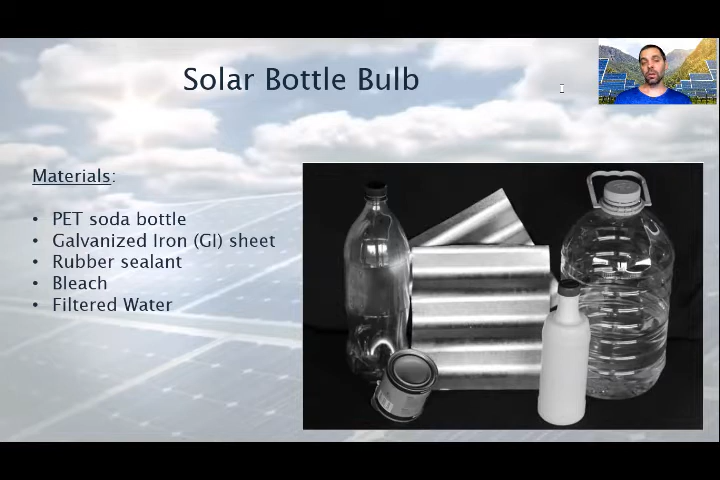 Solar Bottle Bulb
Materials:
• PET soda bottle
• Galvanized Iron (GI) sheet
• Rubber sealant
• Bleach
• Filtered Water